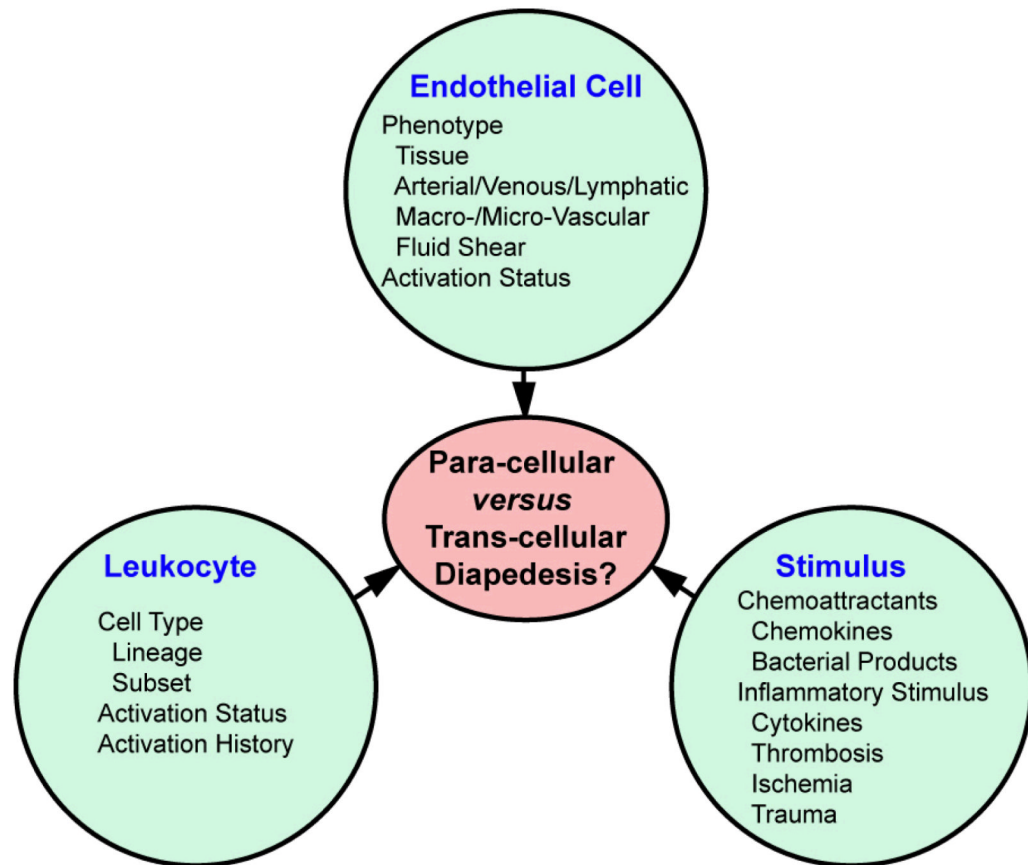 Endothelial Cell
Phenotype
Tissue
Arterial/Venous/Lymphatic
Macro-/Micro-Vascular
Fluid Shear
Activation Status
Para-cellular
versus
Trans-cellular
Diapedesis?
Leukocyte
Cell Type
Lineage
Subset
Activation Status
Activation History
Stimulus
Chemoattractants
Chemokines
Bacterial Products
Inflammatory Stimulus
Cytokines
Thrombosis
Ischemia
Trauma